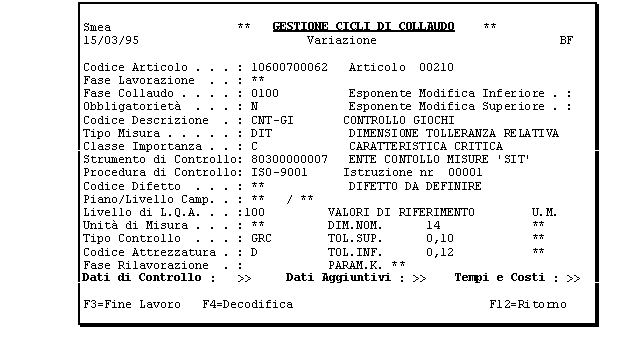 Smea ** GESTIONE CICLI DI COLLAUDO **
15/03/95 Variazione BF
Codice Articolo . . . : 10600700062 Articolo 00210
Fase Lavorazione . . : **
Fase Collaudo . . . . : 0100 Esponente Modifica Inferiore . :
Obbligatorietà . . . : N Esponente Modifica Superiore . :
Codice Descrizione . : CNT-GI CONTROLLO GIOCHI
Tipo Misura . . . . . : DIT DIMENSIONE TOLLERANZA RELATIVA
Classe Importanza . . : C CARATTERISTICA CRITICA
Strumento di Controllo: 80300000007 ENTE CONTOLLO MISURE 'SIT'
Procedura di Controllo: ISO-9001 Istruzione nr 00001
Codice Difetto . . . : ** DIFETTO DA DEFINIRE
Piano/Livello Camp. . : ** / **
Livello di L.Q.A. . . :100 VALORI DI RIFERIMENTO U.M.
Unità di Misura . . . : ** DIM.NOM. 14 **
Tipo Controllo . . . : GRC TOL.SUP. 0,10 **
Codice Attrezzatura . : D TOL.INF. 0,12 **
Fase Rilavorazione . : PARAM.K. **
Dati di Controllo : >> Dati Aggiuntivi : >> Tempi e Costi : >>
F3=Fine Lavoro F4=Decodifica F12=Ritorno